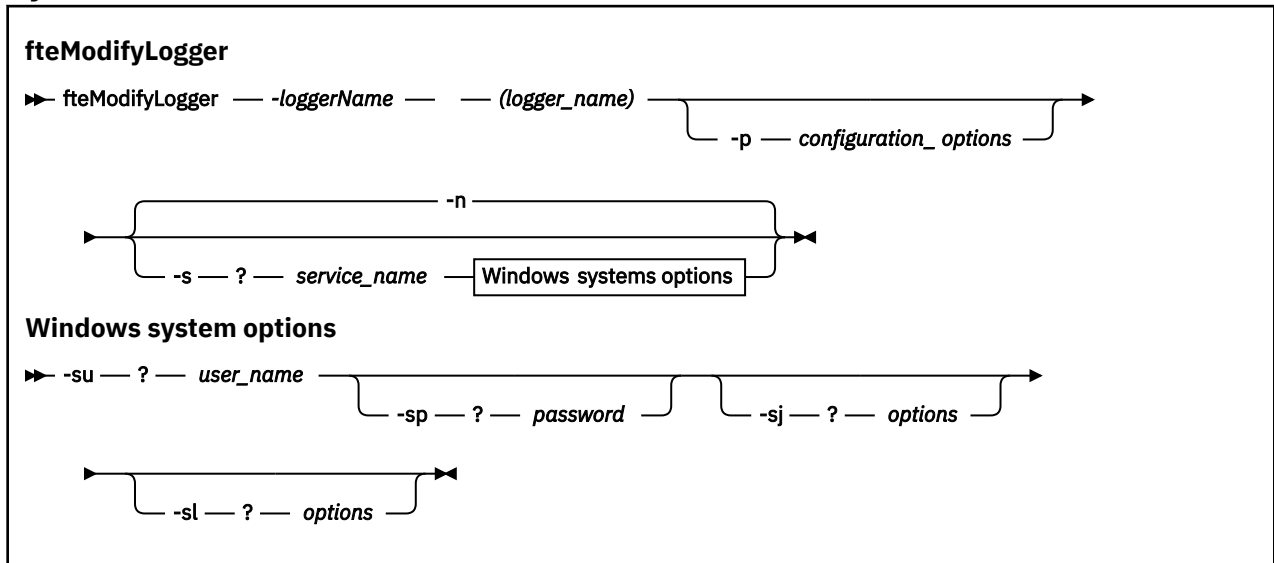 fteModifyLogger
fteModifyLogger -loggerName (logger_name)
-p configuration_ options
-n
-s ? service_name Windows systems options
Windows system options
-su ? user_name
-sp ? password -sj ? options
-sl ? options